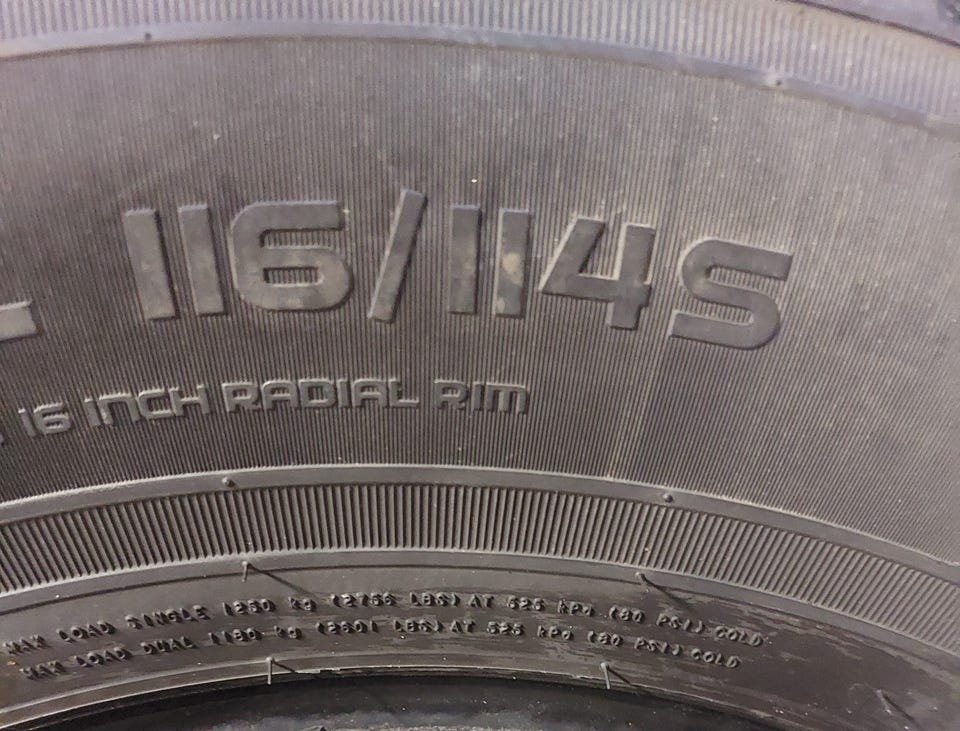 116/114S
16 INCH RADIAL RIM
MAX LOAD SINGLE 1250 kg (2756 LBS) AT 525 kPa (80 PSI) COLD
MAX LOAD DUAL 1180 kg (2601 LBS) AT 525 kPa (80 PSI) COLD